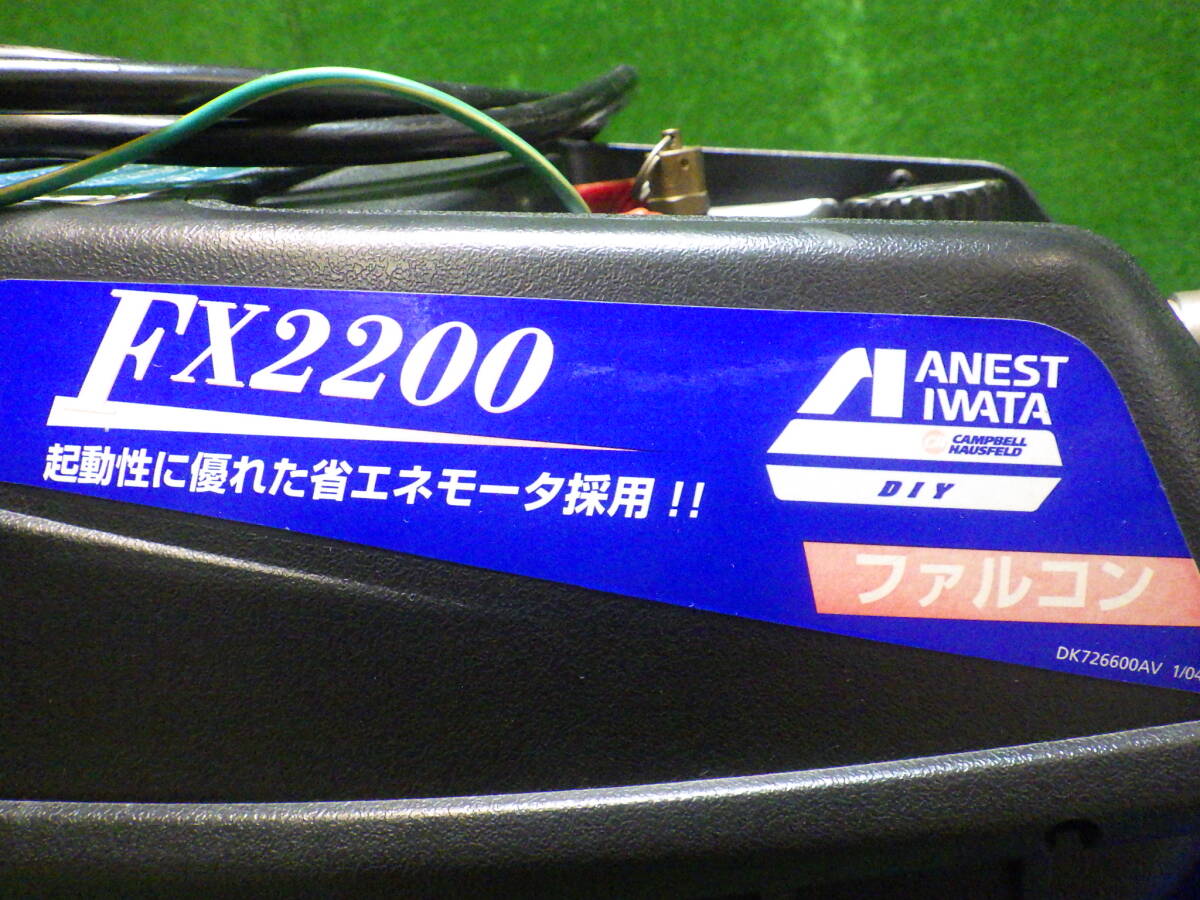 FX2200
起動性に優れた省エネモータ採用!!
ANEST
IWATA
CAMPBELL
HAUSFELD
DIY
ファルコン
DK726600AV 1/04